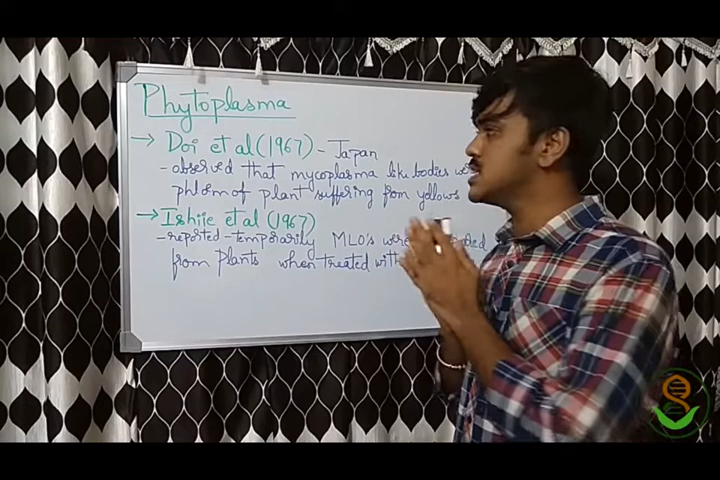 Phytoplasma
→ Doi et al (1967) - Japan
- observed that mycoplasma like bodies
phloem of plant suffering from yellows
→ Ishiie et al (1967)
- reported - temporarily MLO's were
from Plants when treated with